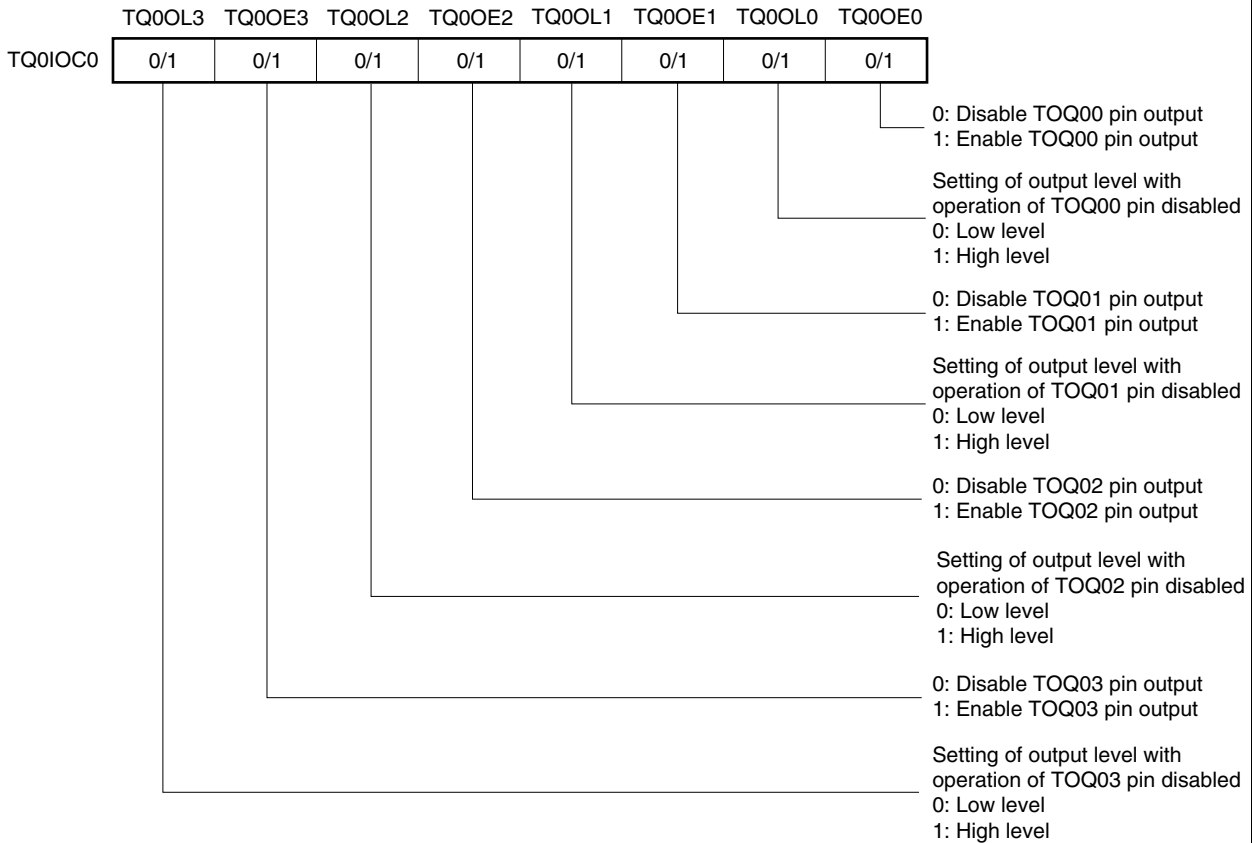 TQ0OL3 TQ0OE3 TQ0OL2 TQ0OE2 TQ0OL1 TQ0OE1 TQ0OL0 TQ0OE0
TQ0IOC0 0/1 0/1 0/1 0/1 0/1 0/1 0/1 0/1
0: Disable TOQ00 pin output
1: Enable TOQ00 pin output
Setting of output level with
operation of TOQ00 pin disabled
0: Low level
1: High level
0: Disable TOQ01 pin output
1: Enable TOQ01 pin output
Setting of output level with
operation of TOQ01 pin disabled
0: Low level
1: High level
0: Disable TOQ02 pin output
1: Enable TOQ02 pin output
Setting of output level with
operation of TOQ02 pin disabled
0: Low level
1: High level
0: Disable TOQ03 pin output
1: Enable TOQ03 pin output
Setting of output level with
operation of TOQ03 pin disabled
0: Low level
1: High level